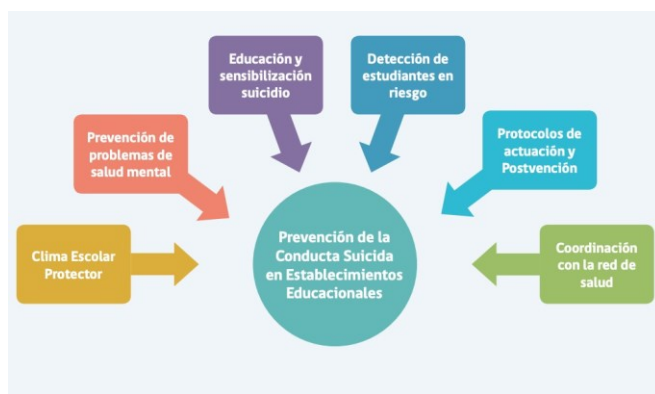 Educación y
sensibilización
suicidio
Detección de
estudiantes en
riesgo
Prevención de
problemas de
salud mental
Protocolos de
actuación y
Postvención
Clima Escolar
Protector
Prevención de la
Conducta Suicida
en Establecimientos
Educacionales
Coordinación
con la red de
salud